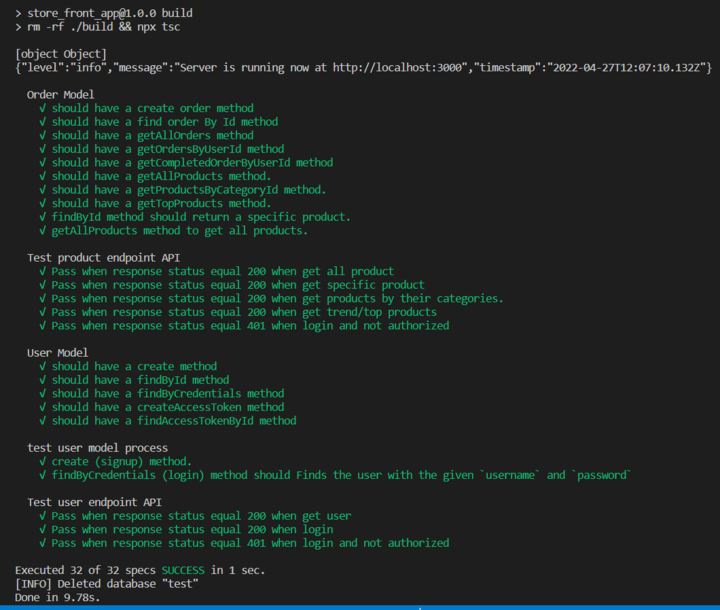 > store_front_app@1.0.0 build
> rm -rf ./build && npx tsc
[object Object]
{"level":"info","message":"Server is running now at http://localhost:3000","timestamp":"2022-04-27T12:07:10.132Z"}
Order Model
√ should have a create order method
√ should have a find order By Id method
√ should have a getAllOrders method
√ should have a getOrdersByUserId method
√ should have a getCompletedOrderByUserId method
√ should have a getAllProducts method.
√ should have a getProductsByCategoryId method.
√ should have a getTopProducts method.
√ findById method should return a specific product.
√ getAllProducts method to get all products.
Test product endpoint API
√ Pass when response status equal 200 when get all product
√ Pass when response status equal 200 when get specific product
√ Pass when response status equal 200 when get products by their categories.
√ Pass when response status equal 200 when get trend/top products
√ Pass when response status equal 401 when login and not authorized
User Model
√ should have a create method
√ should have a findById method
√ should have a findByCredentials method
√ should have a createAccessToken method
√ should have a findAccessTokenById method
test user model process
√ create (signup) method.
√ findByCredentials (login) method should Finds the user with the given `username` and `password`
Test user endpoint API
√ Pass when response status equal 200 when get user
√ Pass when response status equal 200 when login
√ Pass when response status equal 401 when login and not authorized
Executed 32 of 32 specs SUCCESS in 1 sec.
[INFO] Deleted database "test"
Done in 9.78s.